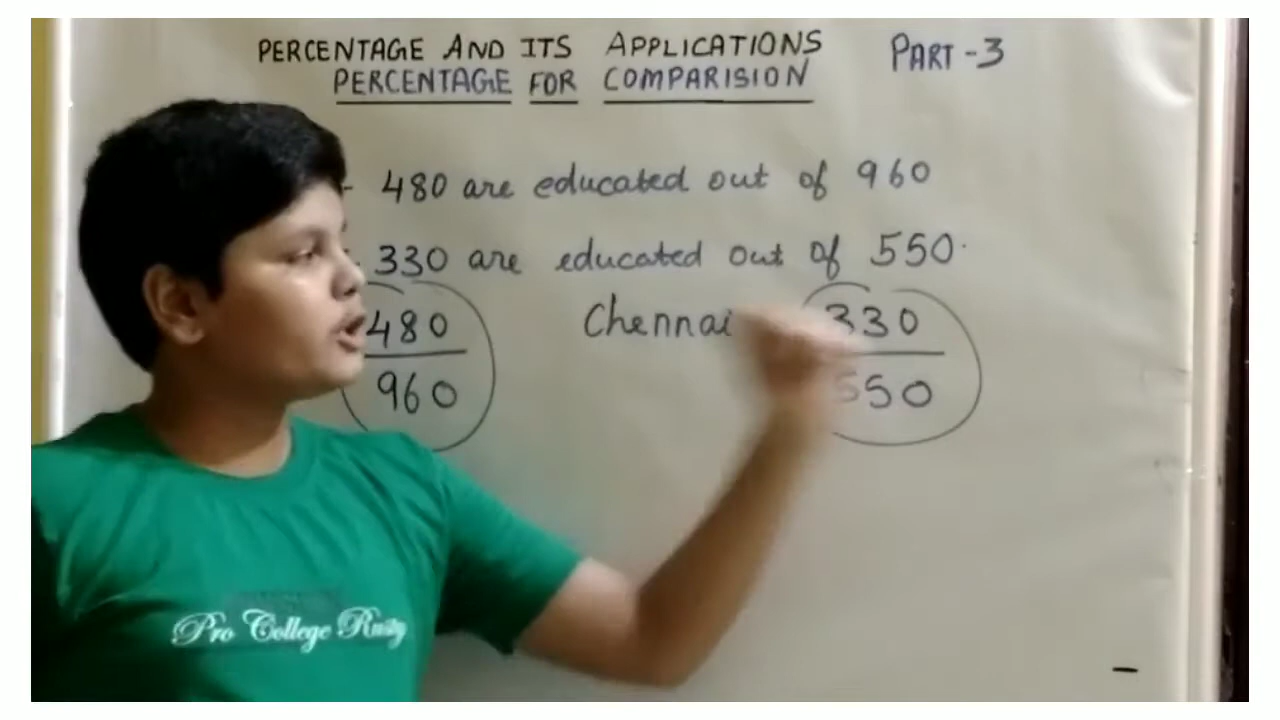 PERCENTAGE AND ITS APPLICATIONS PART-3
PERCENTAGE FOR COMPARISION
- 480 are educated out of 960
330 are educated out of 550.
480 Chennai 330
960 550
Pro College Rusty